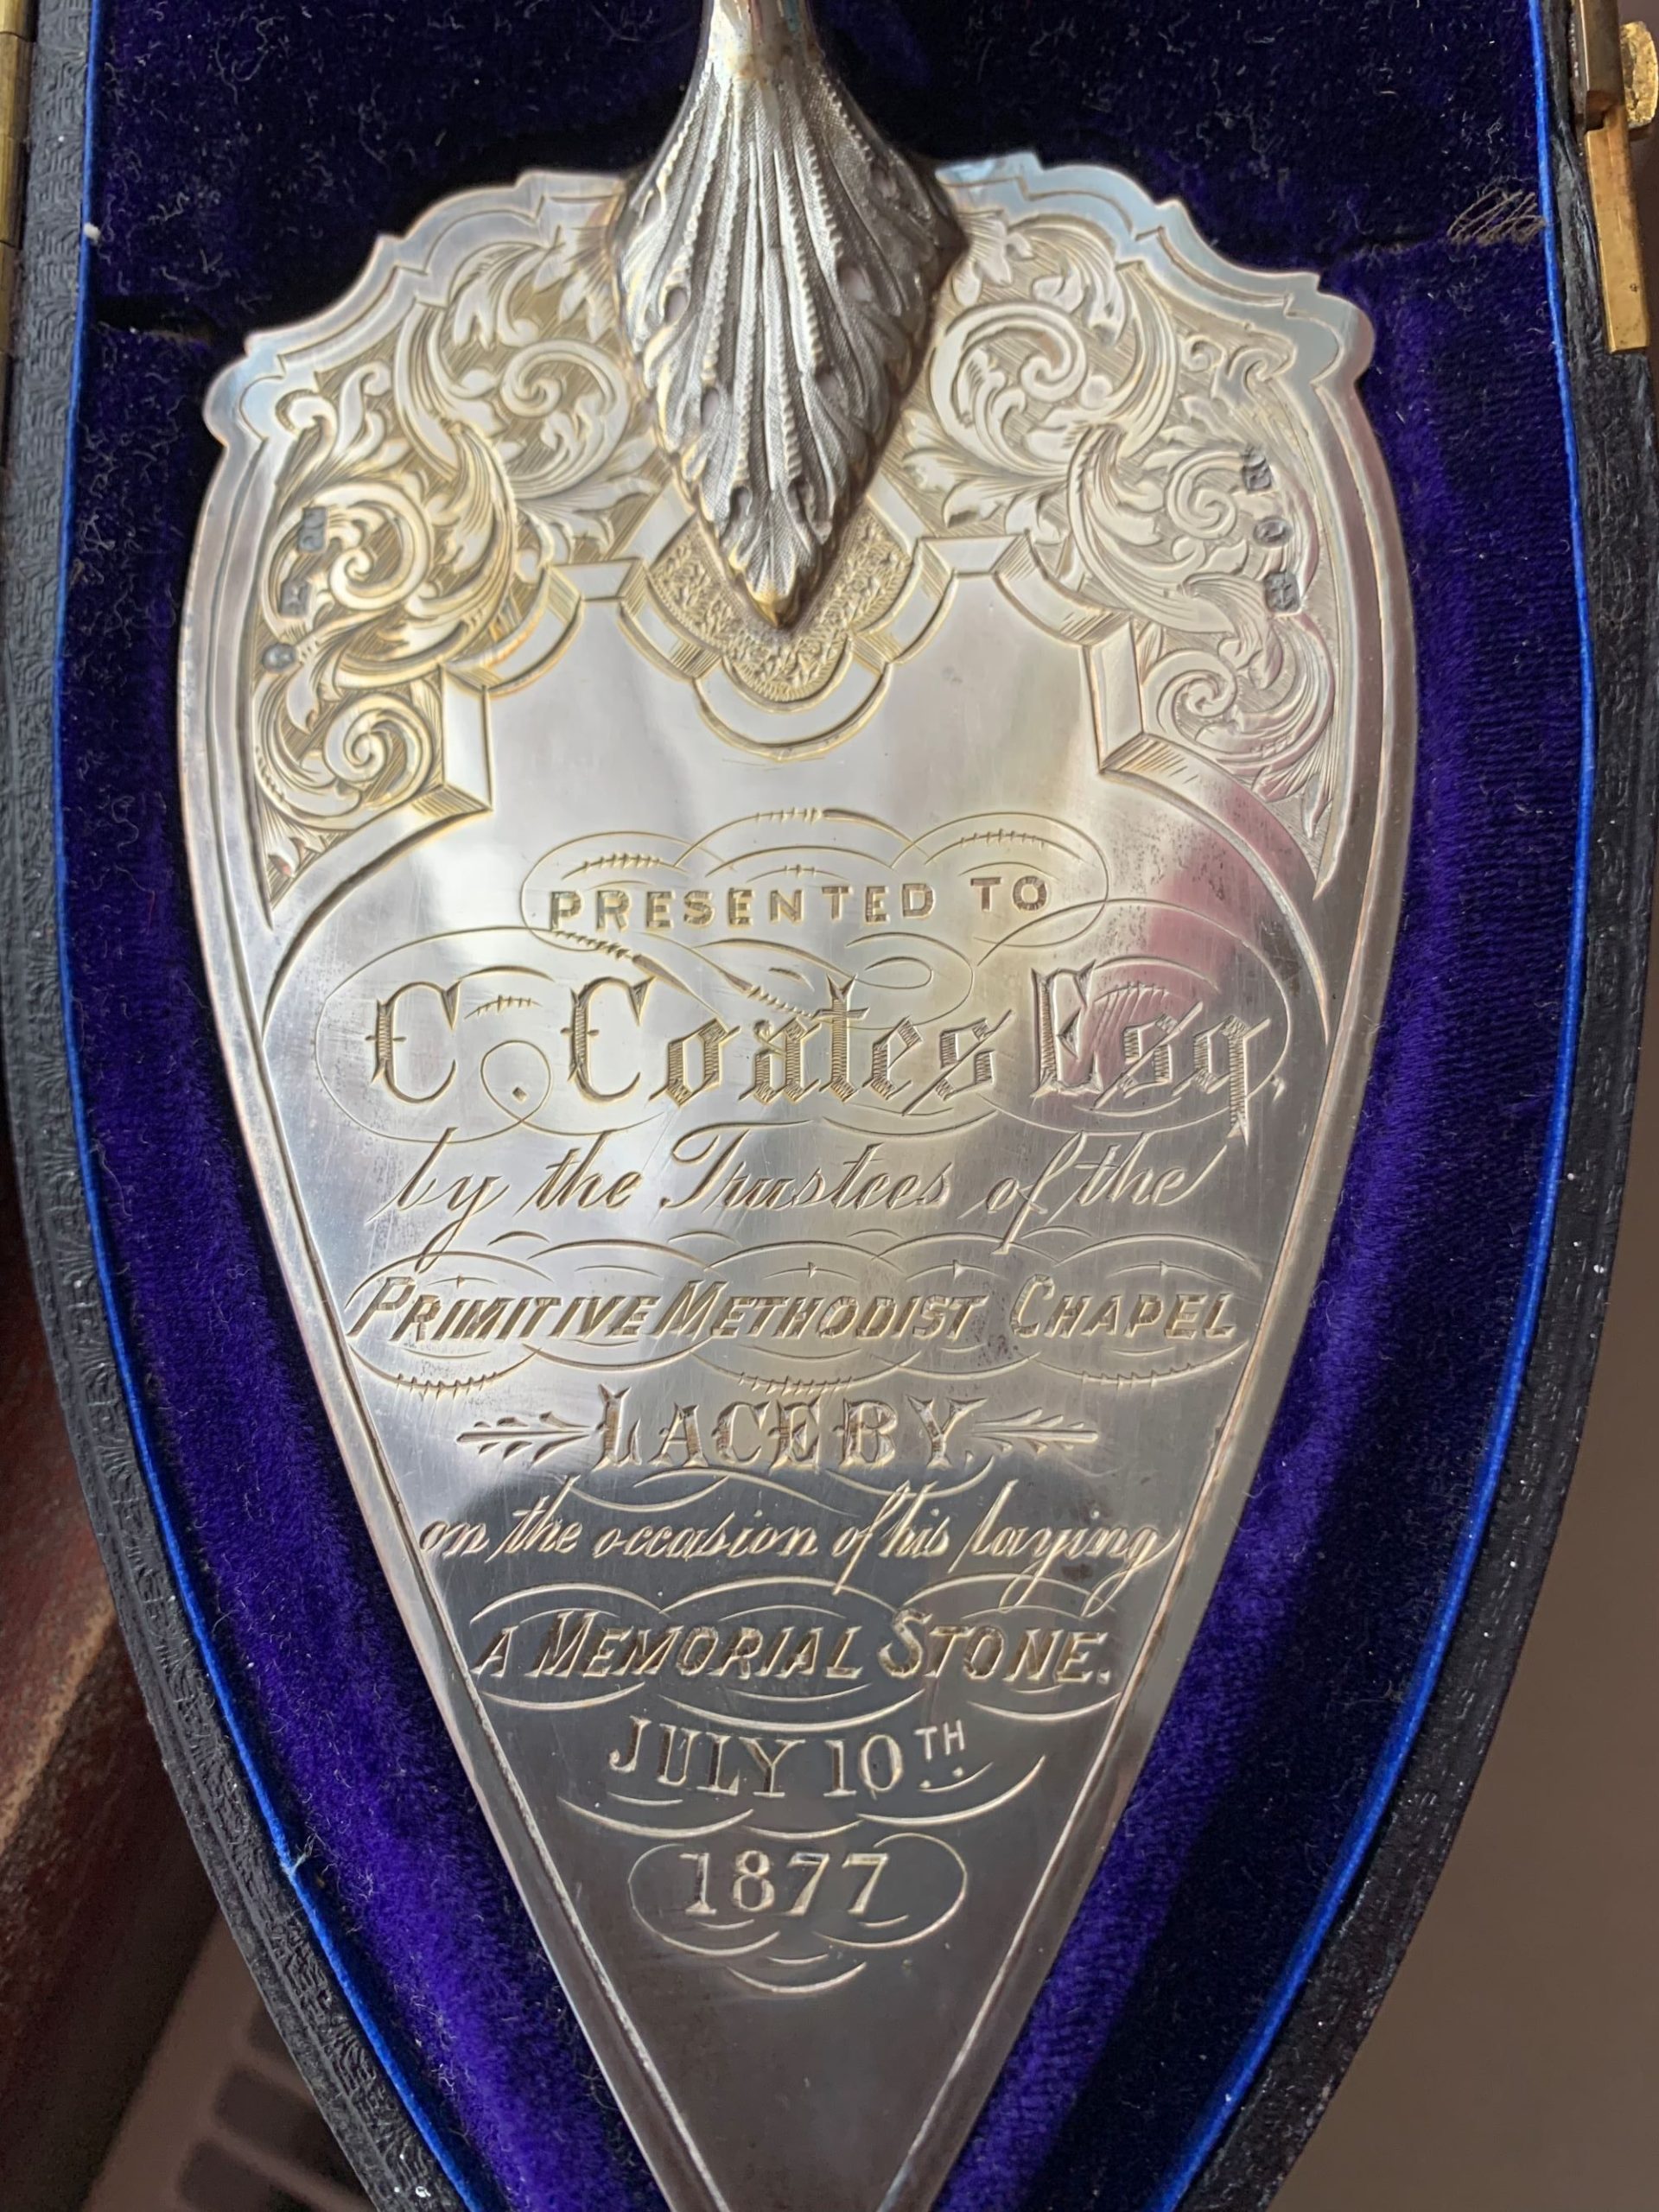 PRESENTED TO
C. Coates Esq.
by the Trustees of the
PRIMITIVE METHODIST CHAPEL
LACEBY.
on the occasion of his laying
A MEMORIAL STONE.
JULY 10TH
1877